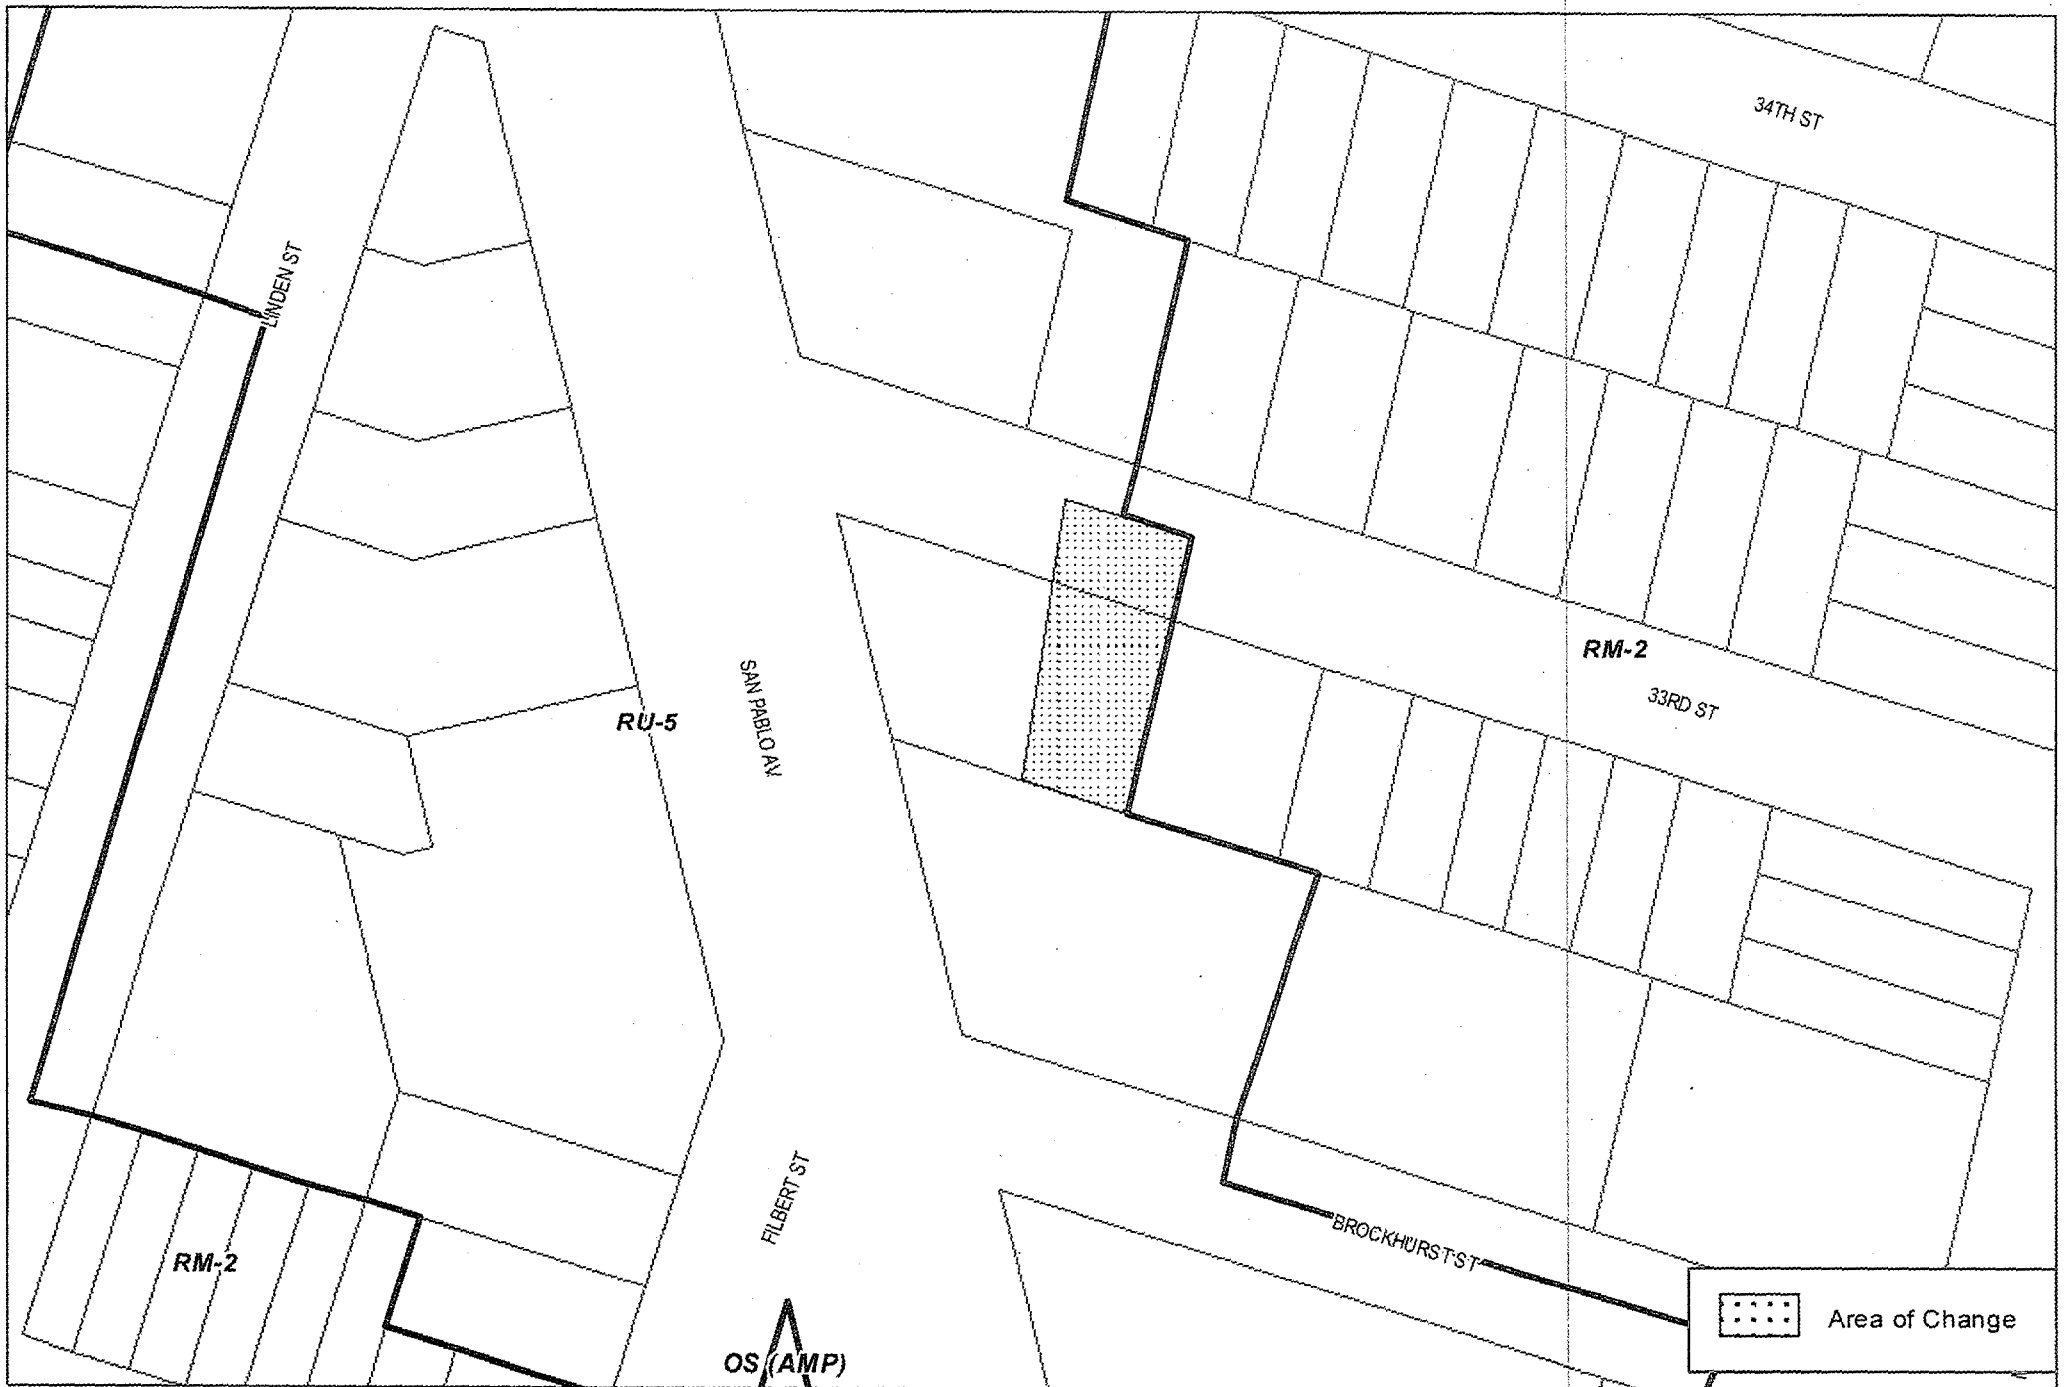 34TH ST
LINDEN ST
RM-2
33RD ST
SAN PABLO AV
RU-5
FILBERT ST
BROCKHURST ST
RM-2
Area of Change
OS (AMP)